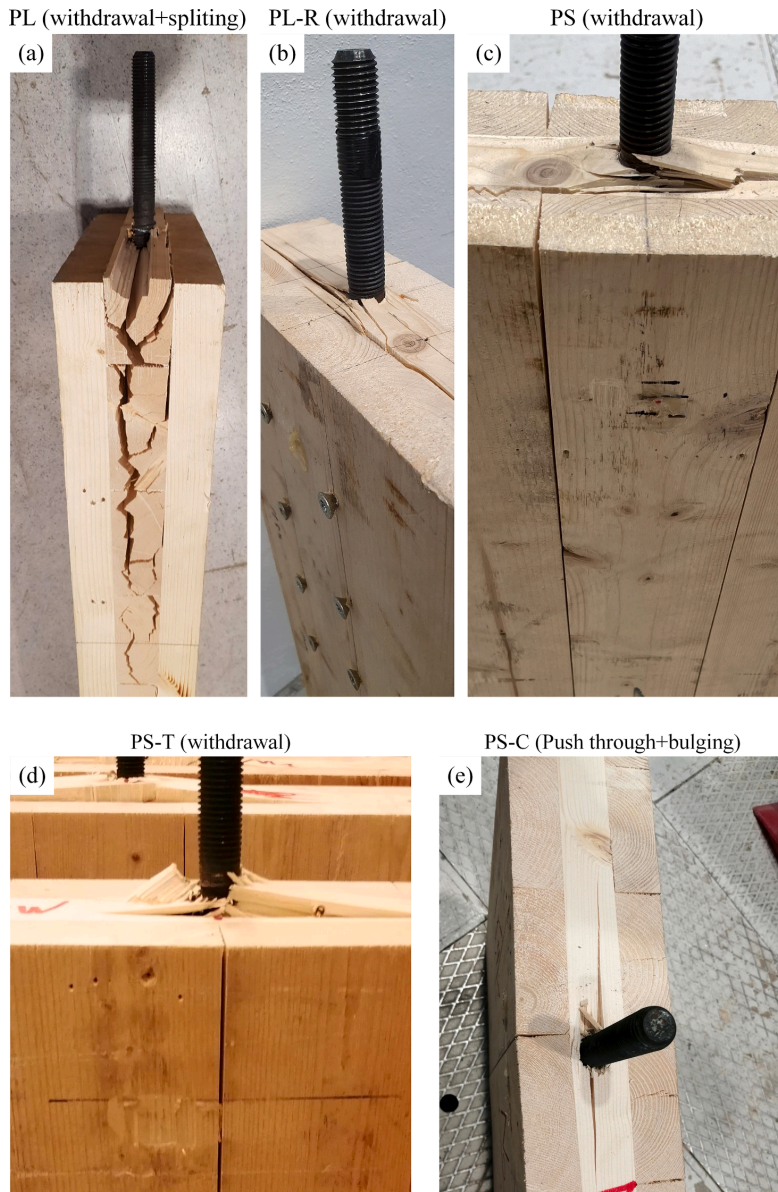 PL (withdrawal+spliting)
PL-R (withdrawal)
PS (withdrawal)
(a)
(b)
(c)
PS-T (withdrawal)
PS-C (Push through+bulging)
(d)
(e)